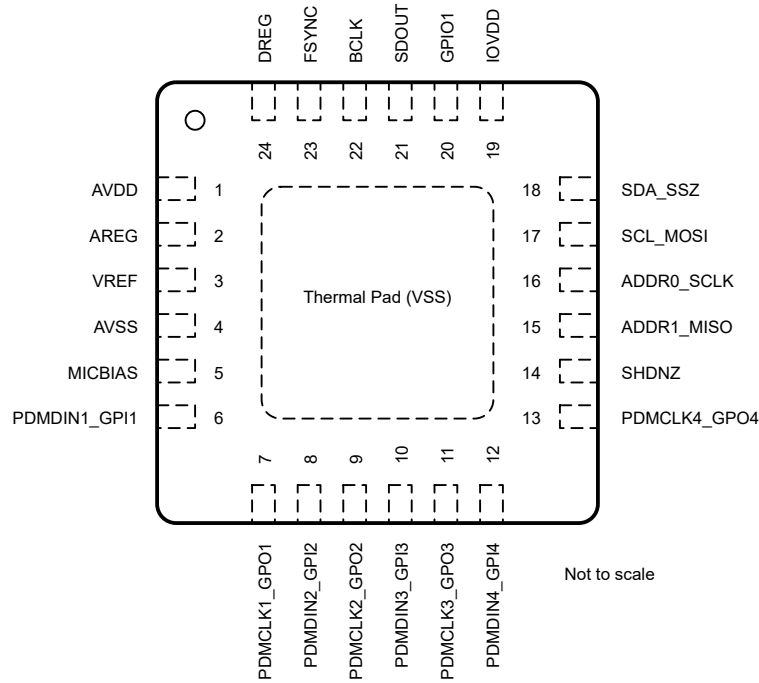 DREG
FSYNC
BCLK
SDOUT
GPIO1
IOVDD
24
23
22
21
20
19
AVDD 1
AREG 2
VREF 3
AVSS 4
MICBIAS 5
PDMDIN1_GPI1 6
Thermal Pad (VSS)
18 SDA_SSZ
17 SCL_MOSI
16 ADDR0_SCLK
15 ADDR1_MISO
14 SHDNZ
13 PDMCLK4_GPO4
7
8
9
10
11
12
PDMCLK1_GPO1
PDMDIN2_GPI2
PDMCLK2_GPO2
PDMDIN3_GPI3
PDMCLK3_GPO3
PDMDIN4_GPI4
Not to scale